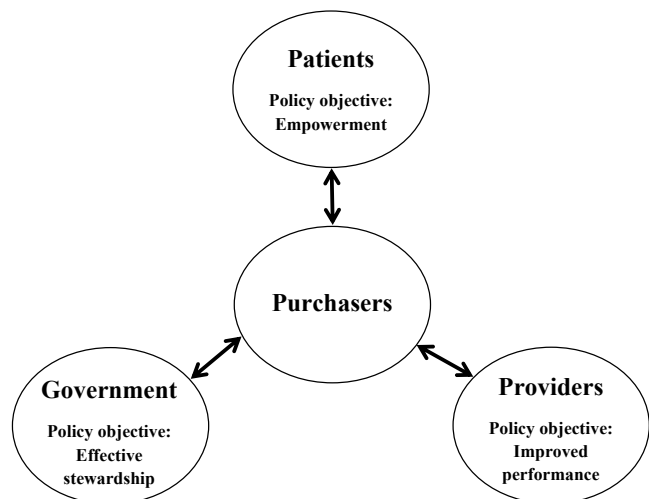 Patients
Policy objective:
Empowerment
Purchasers
Government
Policy objective:
Effective
stewardship
Providers
Policy objective:
Improved
performance